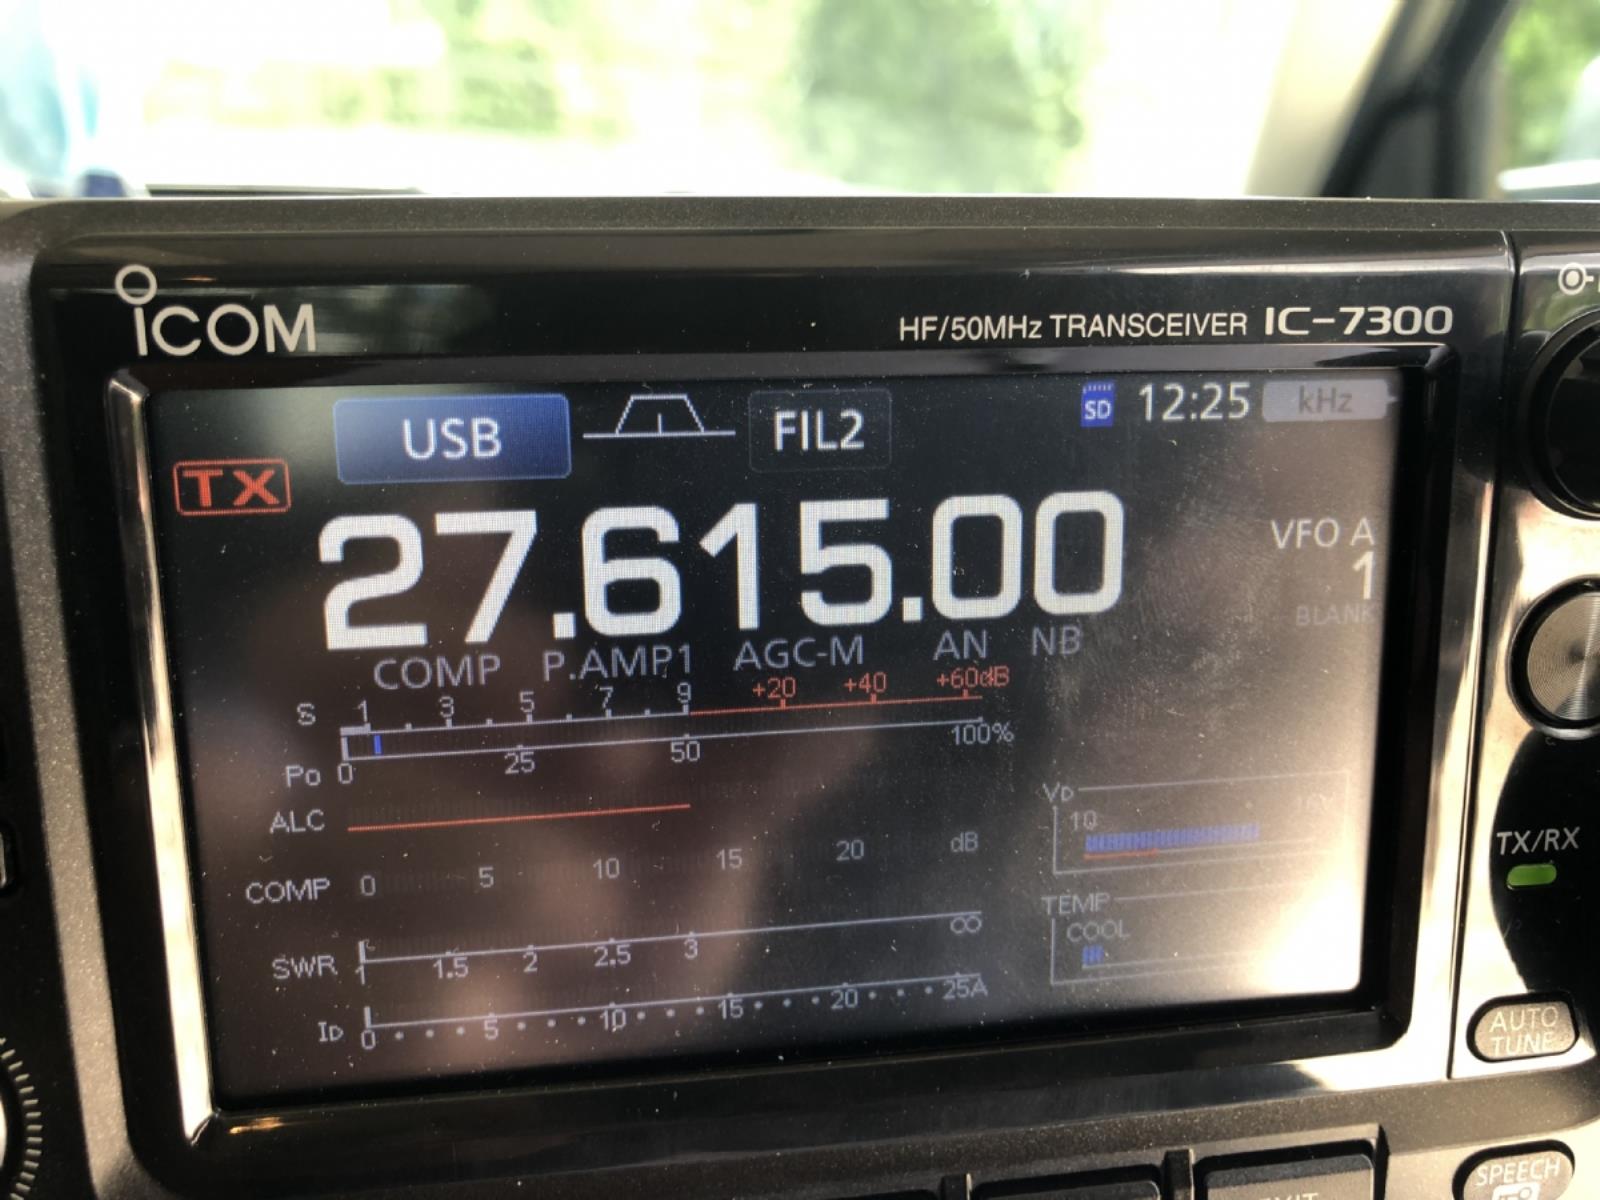 ICOM
HF/50MHz TRANSCEIVER IC-7300
USB FIL2 SD 12:25 kHz
TX
27.615.00
VFO A
1
BLANK
COMP P.AMP1 AGC-M AN NB
S 1 3 5 7 9 +20 +40 +60dB
Po 0 25 50 100%
ALC
COMP 0 5 10 15 20 dB
SWR 1 1.5 2 2.5 3 ∞
ID 0 5 10 15 20 25A
VD
10 16V
TEMP
COOL
TX/RX
AUTO
TUNE
SPEECH
EXIT